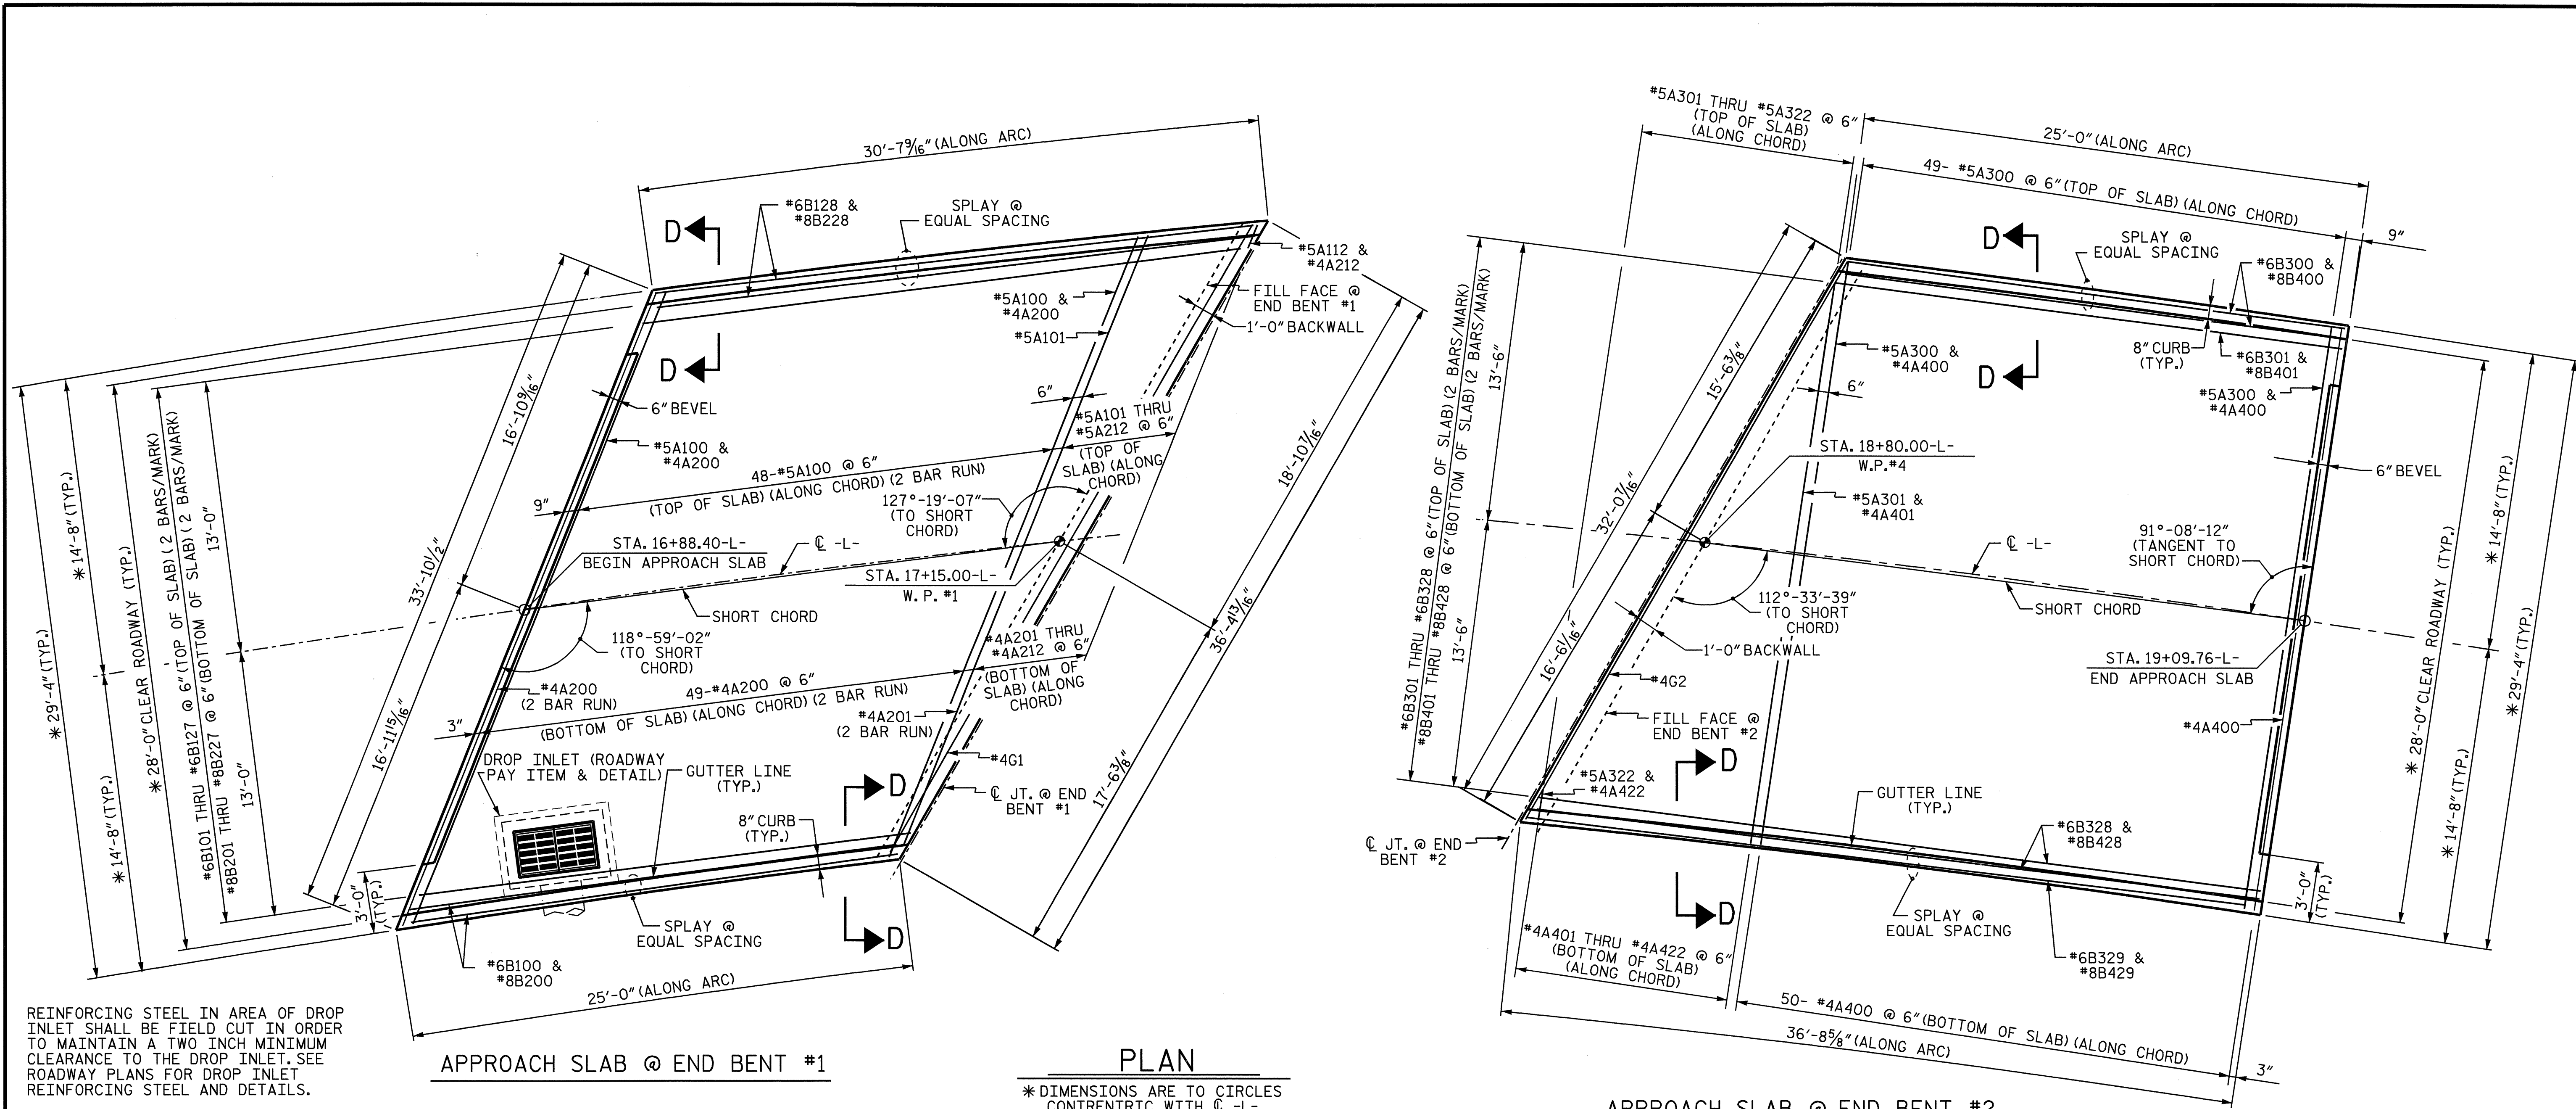 30'-7 9/16" (ALONG ARC)
#6B128 &
#8B228
SPLAY @
EQUAL SPACING
D
#5A112 &
#4A212
#5A100 &
#4A200
FILL FACE @
END BENT #1
1'-0" BACKWALL
#5A101
D
16'-10 9/16"
6" BEVEL
6"
#5A101 THRU
#5A212 @ 6"
(TOP OF
SLAB) (ALONG
CHORD)
#5A100 &
#4A200
48-#5A100 @ 6"
(TOP OF SLAB) (ALONG CHORD) (2 BAR RUN)
9"
127°-19'-07"
(TO SHORT
CHORD)
18'-10 7/16"
33'-10 1/2"
STA. 16+88.40-L-
BEGIN APPROACH SLAB
℄ -L-
STA. 17+15.00-L-
W. P. #1
SHORT CHORD
118°-59'-02"
(TO SHORT
CHORD)
36'-4 13/16"
#4A201 THRU
#4A212 @ 6"
(BOTTOM OF
SLAB) (ALONG
CHORD)
#4A200
(2 BAR RUN)
49-#4A200 @ 6"
(BOTTOM OF SLAB) (ALONG CHORD) (2 BAR RUN)
3"
#4A201
(2 BAR RUN)
16'-11 15/16"
#4G1
17'-6 3/8"
DROP INLET (ROADWAY
PAY ITEM & DETAIL)
GUTTER LINE
(TYP.)
D
℄ JT. @ END
BENT #1
8" CURB
(TYP.)
3'-0"
(TYP.)
SPLAY @
EQUAL SPACING
D
#6B100 &
#8B200
25'-0" (ALONG ARC)
* 29'-4" (TYP.)
* 14'-8" (TYP.)
* 14'-8" (TYP.)
* 28'-0" CLEAR ROADWAY (TYP.)
#6B101 THRU #6B127 @ 6" (TOP OF SLAB) (2 BARS/MARK)
#8B201 THRU #8B227 @ 6" (BOTTOM OF SLAB) ( 2 BARS/MARK)
13'-0"
13'-0"
REINFORCING STEEL IN AREA OF DROP
INLET SHALL BE FIELD CUT IN ORDER
TO MAINTAIN A TWO INCH MINIMUM
CLEARANCE TO THE DROP INLET. SEE
ROADWAY PLANS FOR DROP INLET
REINFORCING STEEL AND DETAILS.
APPROACH SLAB @ END BENT #1
PLAN
* DIMENSIONS ARE TO CIRCLES
CONTRENTRIC WITH ℄ -L-
#5A301 THRU #5A322 @ 6"
(TOP OF SLAB)
(ALONG CHORD)
25'-0" (ALONG ARC)
49- #5A300 @ 6" (TOP OF SLAB) (ALONG CHORD)
9"
D
SPLAY @
EQUAL SPACING
#6B300 &
#8B400
8" CURB
(TYP.)
#6B301 &
#8B401
#5A300 &
#4A400
D
#5A300 &
#4A400
6"
15'-6 3/8"
#6B301 THRU #6B328 @ 6" (TOP OF SLAB) (2 BARS/MARK)
#8B401 THRU #8B428 @ 6" (BOTTOM OF SLAB) (2 BARS/MARK)
13'-6"
13'-6"
STA. 18+80.00-L-
W.P.#4
6" BEVEL
#5A301 &
#4A401
32'-0 7/16"
16'-6 1/16"
91°-08'-12"
(TANGENT TO
SHORT CHORD)
℄ -L-
SHORT CHORD
112°-33'-39"
(TO SHORT
CHORD)
1'-0" BACKWALL
#4G2
STA. 19+09.76-L-
END APPROACH SLAB
FILL FACE @
END BENT #2
#4A400
D
#5A322 &
#4A422
GUTTER LINE
(TYP.)
℄ JT. @ END
BENT #2
#6B328 &
#8B428
3'-0"
(TYP.)
SPLAY @
EQUAL SPACING
D
#6B329 &
#8B429
#4A401 THRU #4A422 @ 6"
(BOTTOM OF SLAB)
(ALONG CHORD)
50- #4A400 @ 6" (BOTTOM OF SLAB) (ALONG CHORD)
36'-8 5/8" (ALONG ARC)
3"
* 28'-0" CLEAR ROADWAY (TYP.)
* 14'-8" (TYP.)
* 14'-8" (TYP.)
* 29'-4" (TYP.)
APPROACH SLAB @ END BENT #2